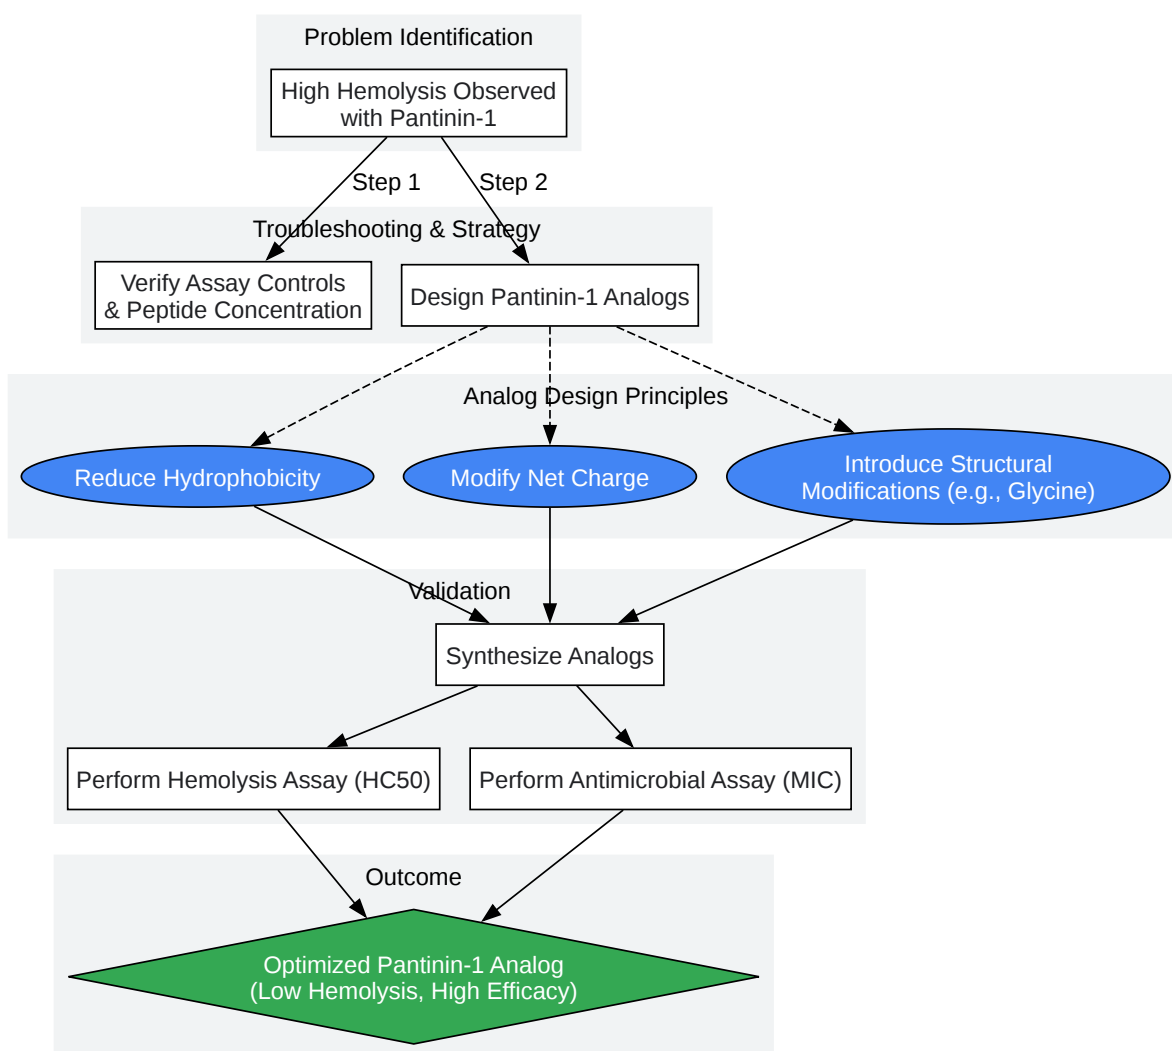 Problem Identification
High Hemolysis Observed
with Pantinin-1
Step 1
Step 2
Troubleshooting & Strategy
Verify Assay Controls
& Peptide Concentration
Design Pantinin-1 Analogs
Analog Design Principles
Reduce Hydrophobicity
Modify Net Charge
Introduce Structural
Modifications (e.g., Glycine)
Validation
Synthesize Analogs
Perform Hemolysis Assay (HC50)
Perform Antimicrobial Assay (MIC)
Outcome
Optimized Pantinin-1 Analog
(Low Hemolysis, High Efficacy)